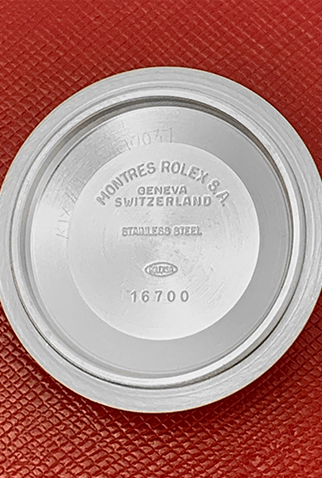 MONTRES ROLEX S.A.
GENEVA
SWITZERLAND
STAINLESS STEEL
16700